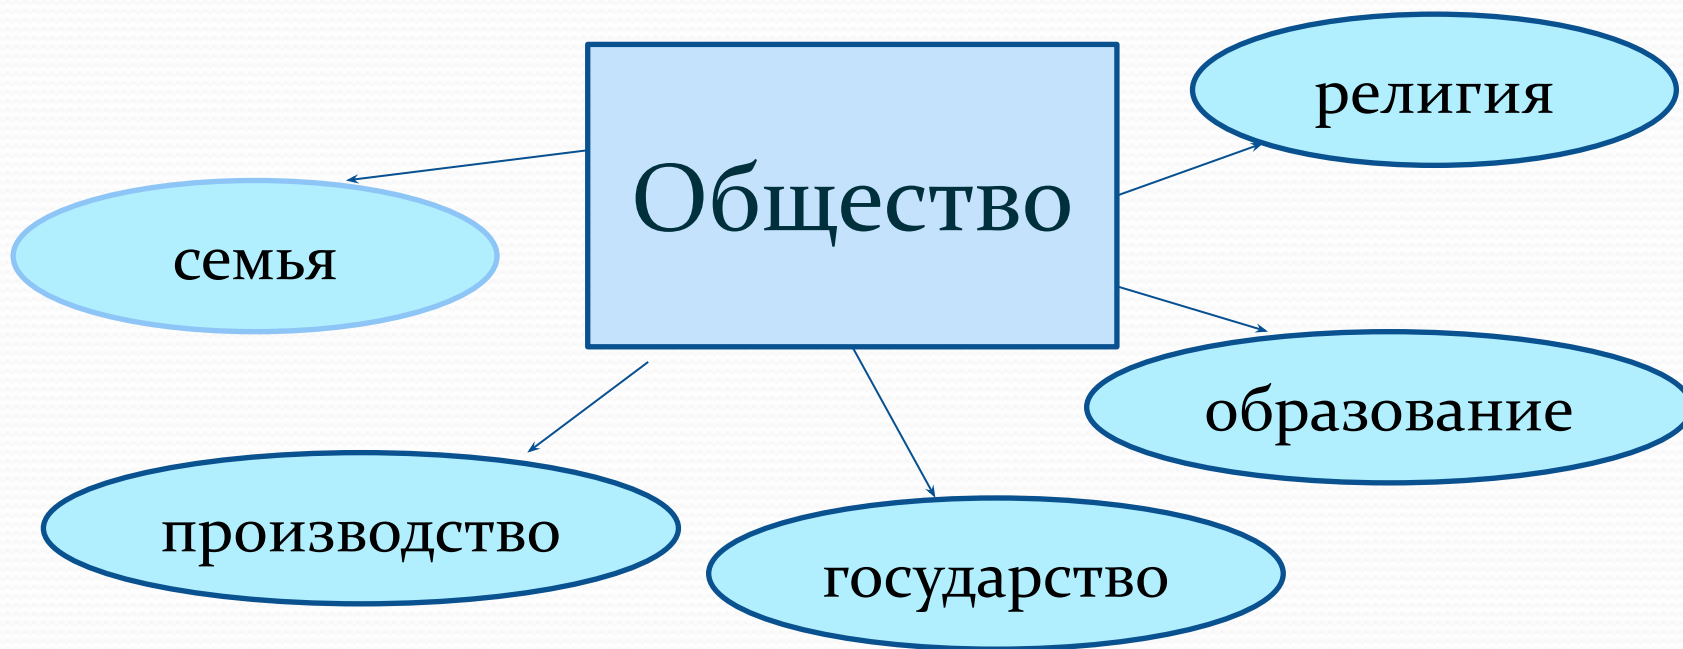 религия
Общество
семья
образование
производство
государство